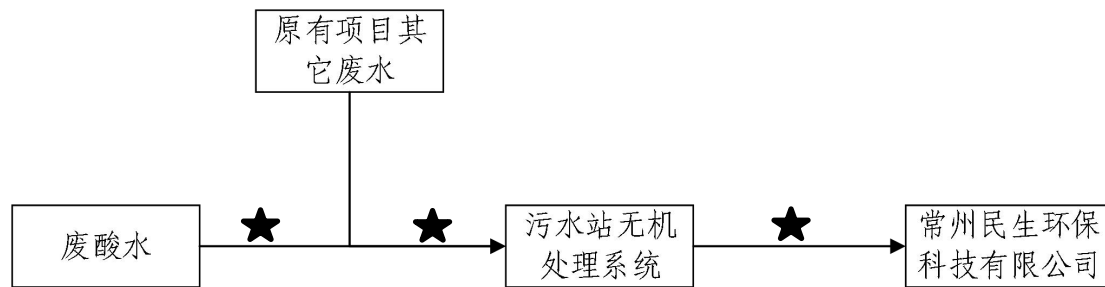 原有项目其
它废水
废酸水
污水站无机
处理系统
常州民生环保
科技有限公司